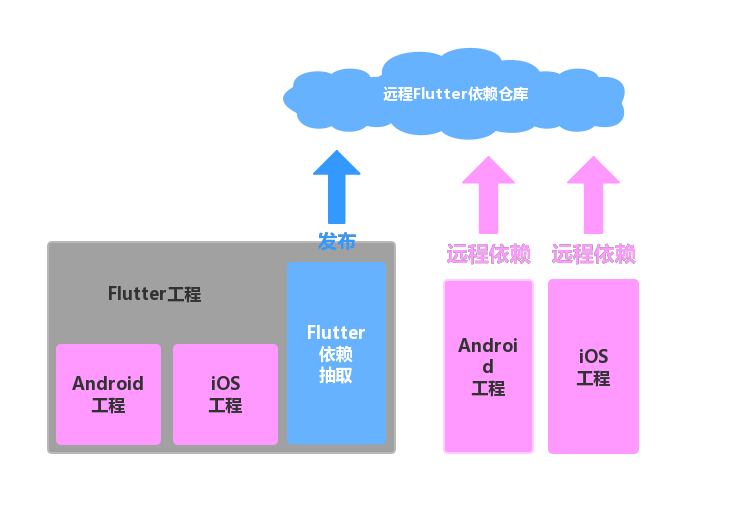 远程Flutter依赖仓库
发布
远程依赖
远程依赖
Flutter工程
Flutter
依赖
抽取
Android
工程
iOS
工程
Androi
d
工程
iOS
工程